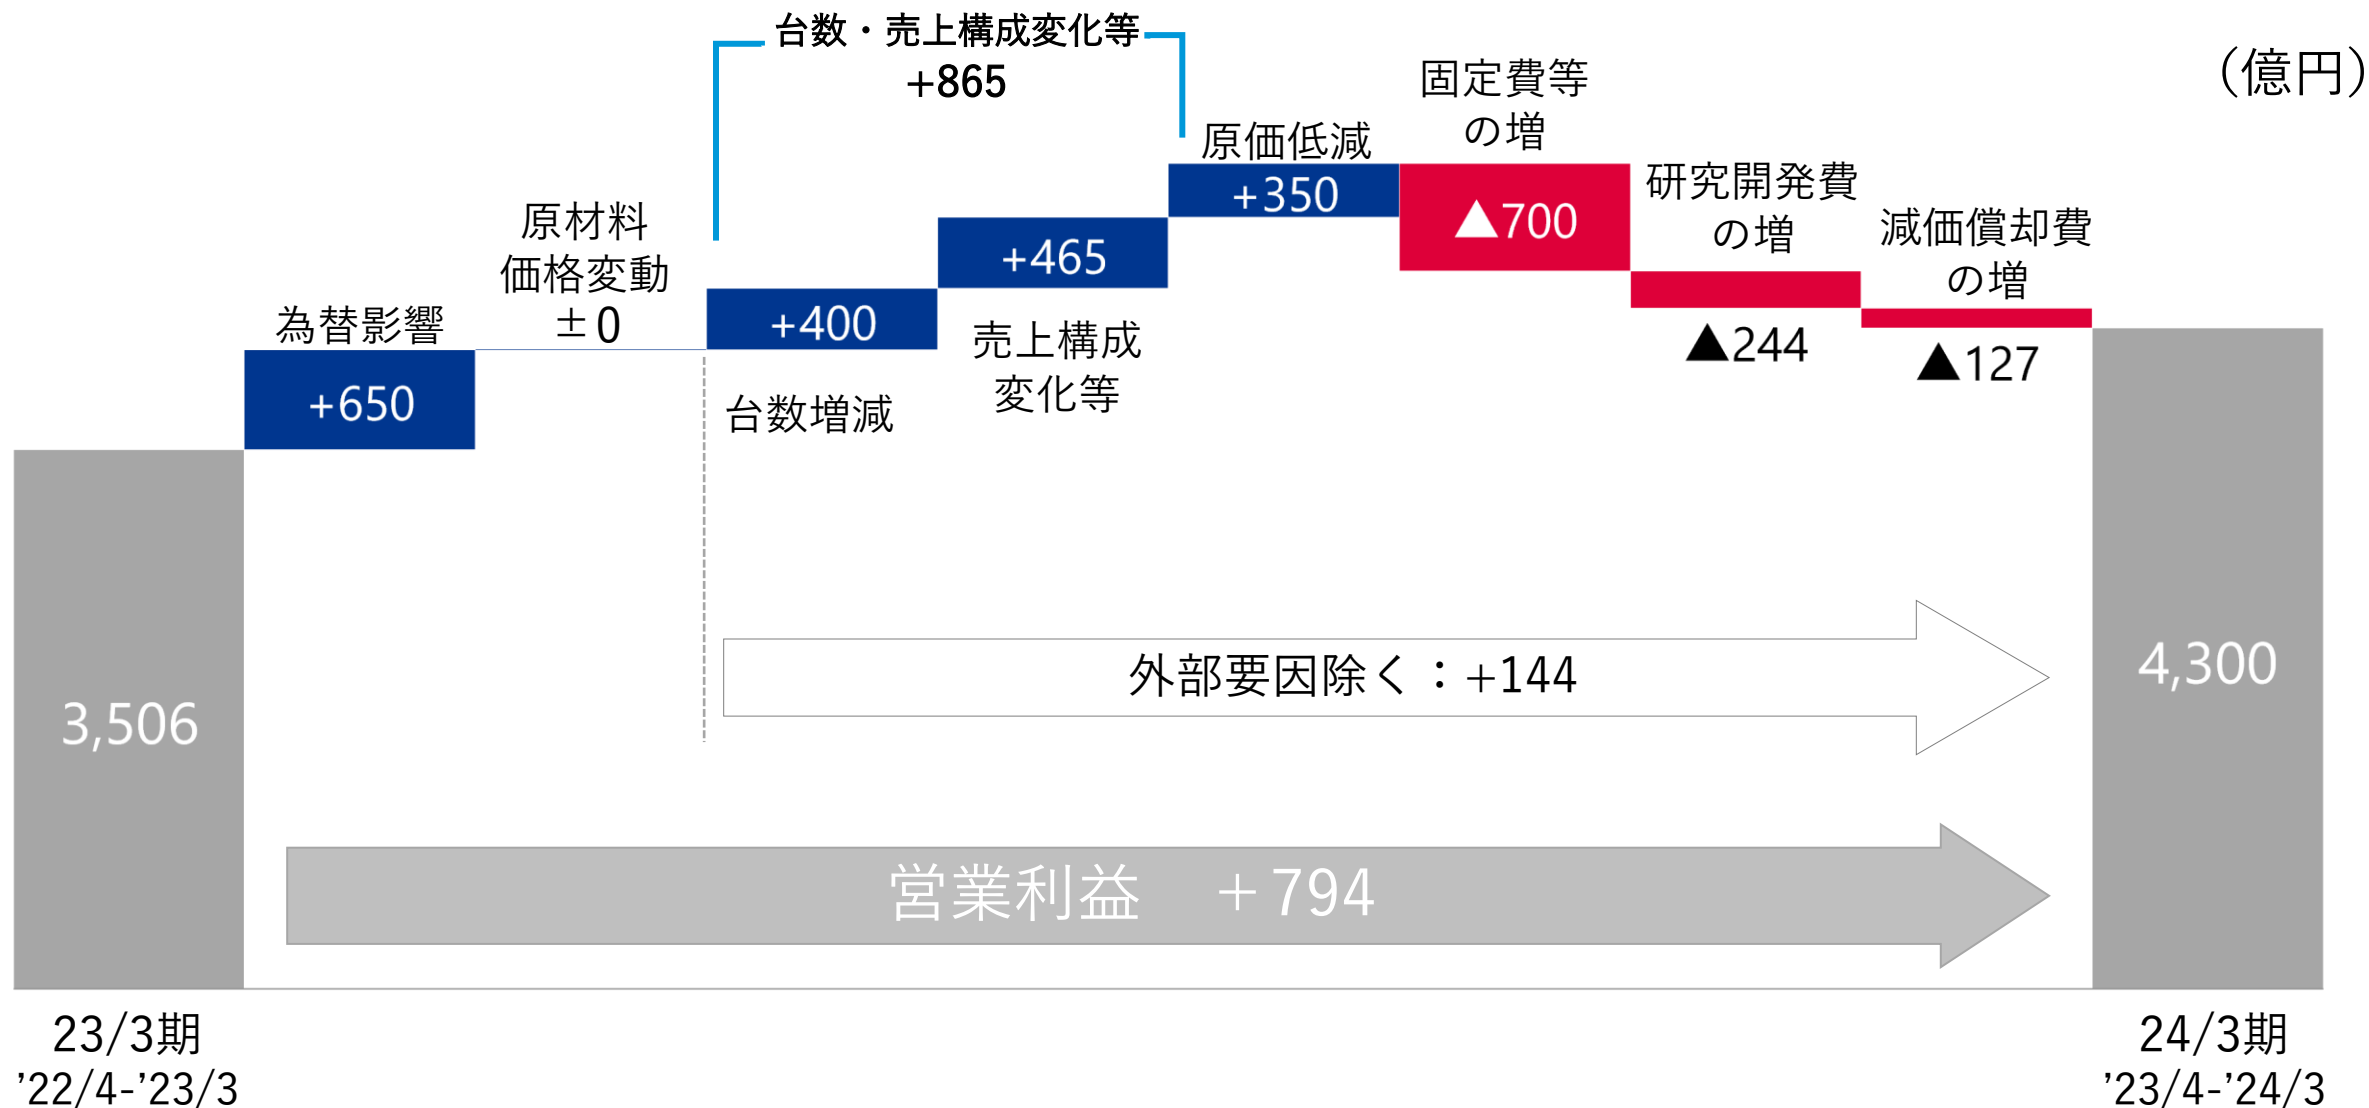 台数・売上構成変化等
+865
（億円）
為替影響
+650
原材料
価格変動
±0
+400
台数増減
+465
売上構成
変化等
原価低減
+350
固定費等
の増
▲700
研究開発費
の増
▲244
減価償却費
の増
▲127
3,506
4,300
外部要因除く：+144
営業利益　＋794
23/3期
’22/4-’23/3
24/3期
’23/4-’24/3